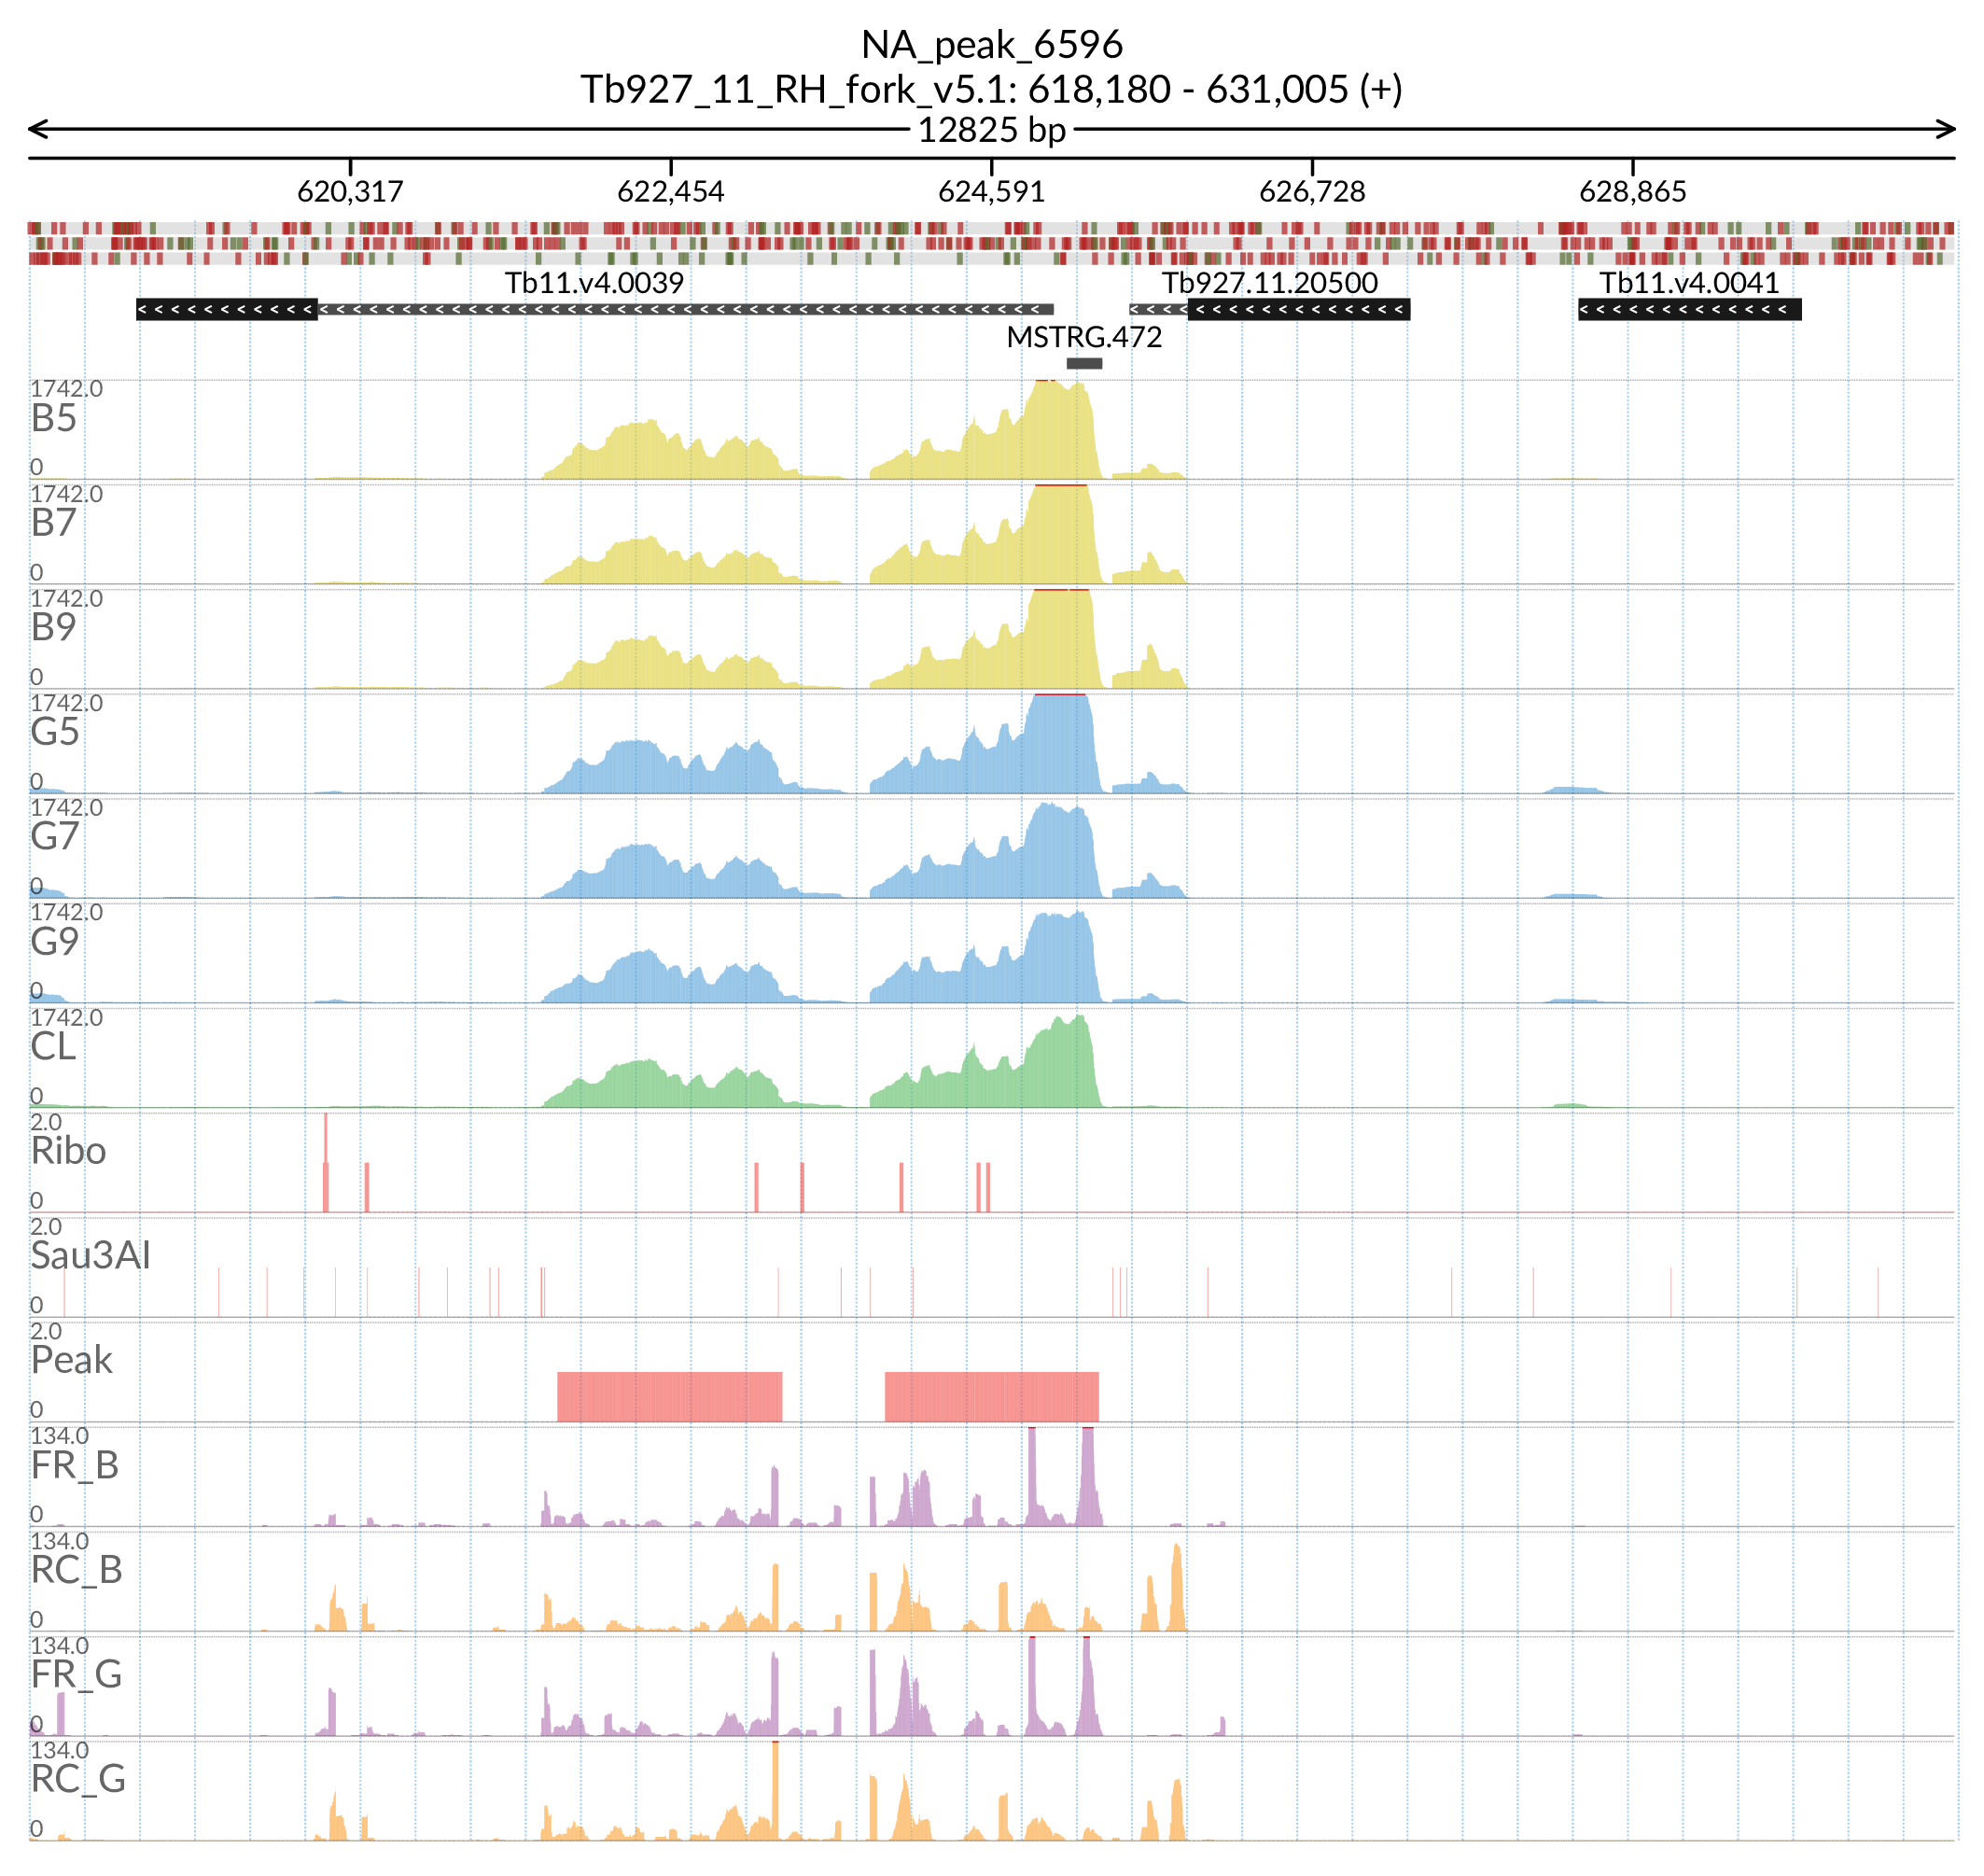 NA_peak_6596
Tb927_11_RH_fork_v5.1: 618,180 - 631,005 (+)
12825 bp
620,317 622,454 624,591 626,728 628,865
Tb11.v4.0039 Tb927.11.20500 Tb11.v4.0041
MSTRG.472
1742.0
B5
0
1742.0
B7
0
1742.0
B9
0
1742.0
G5
0
1742.0
G7
0
1742.0
G9
0
1742.0
CL
0
2.0
Ribo
0
2.0
Sau3AI
0
2.0
Peak
0
134.0
FR_B
0
134.0
RC_B
0
134.0
FR_G
0
134.0
RC_G
0